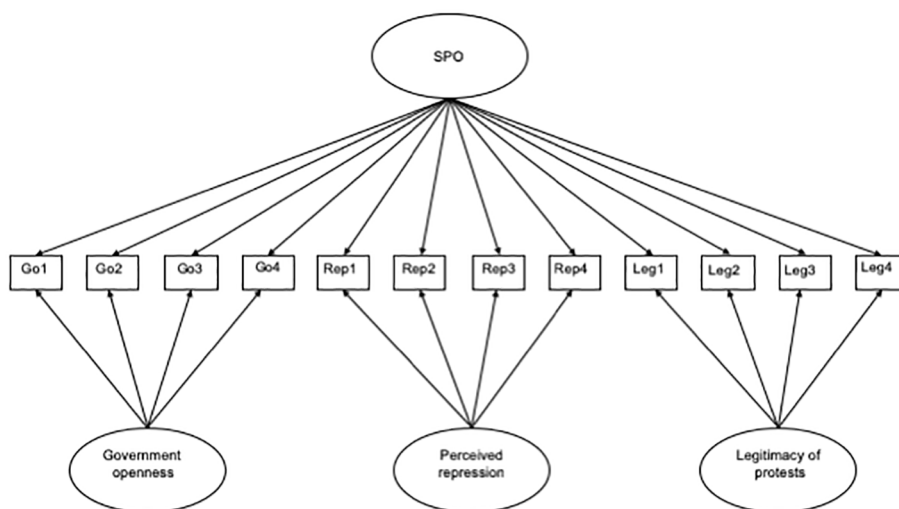 SPO
Go1
Go2
Go3
Go4
Rep1
Rep2
Rep3
Rep4
Leg1
Leg2
Leg3
Leg4
Government
openness
Perceived
repression
Legitimacy of
protests